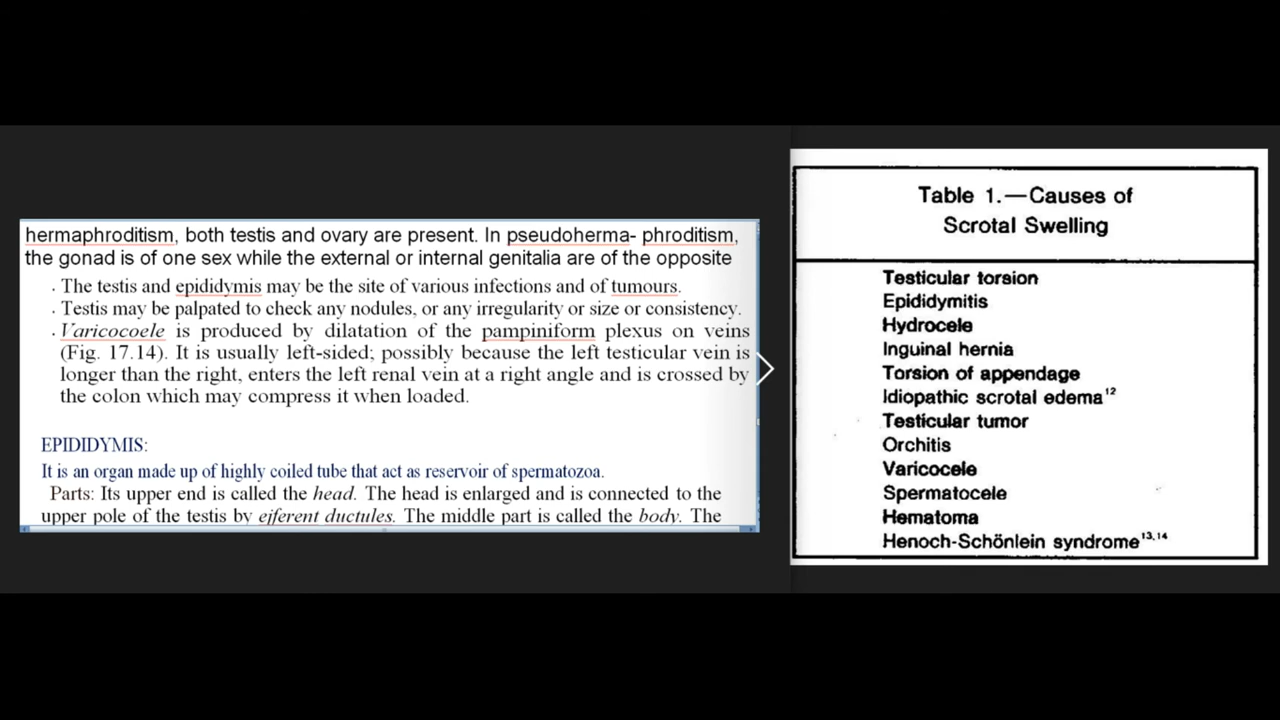 hermaphroditism, both testis and ovary are present. In pseudoherma- phroditism,
the gonad is of one sex while the external or internal genitalia are of the opposite
. The testis and epididymis may be the site of various infections and of tumours.
. Testis may be palpated to check any nodules, or any irregularity or size or consistency.
. Varicocoele is produced by dilatation of the pampiniform plexus on veins
(Fig. 17.14). It is usually left-sided; possibly because the left testicular vein is
longer than the right, enters the left renal vein at a right angle and is crossed by
the colon which may compress it when loaded.
EPIDIDYMIS:
It is an organ made up of highly coiled tube that act as reservoir of spermatozoa.
Parts: Its upper end is called the head. The head is enlarged and is connected to the
upper pole of the testis by ejferent ductules. The middle part is called the body. The
Table 1.—Causes of
Scrotal Swelling
Testicular torsion
Epididymitis
Hydrocele
Inguinal hernia
Torsion of appendage
Idiopathic scrotal edema¹²
Testicular tumor
Orchitis
Varicocele
Spermatocele
Hematoma
Henoch-Schönlein syndrome¹³,¹⁴